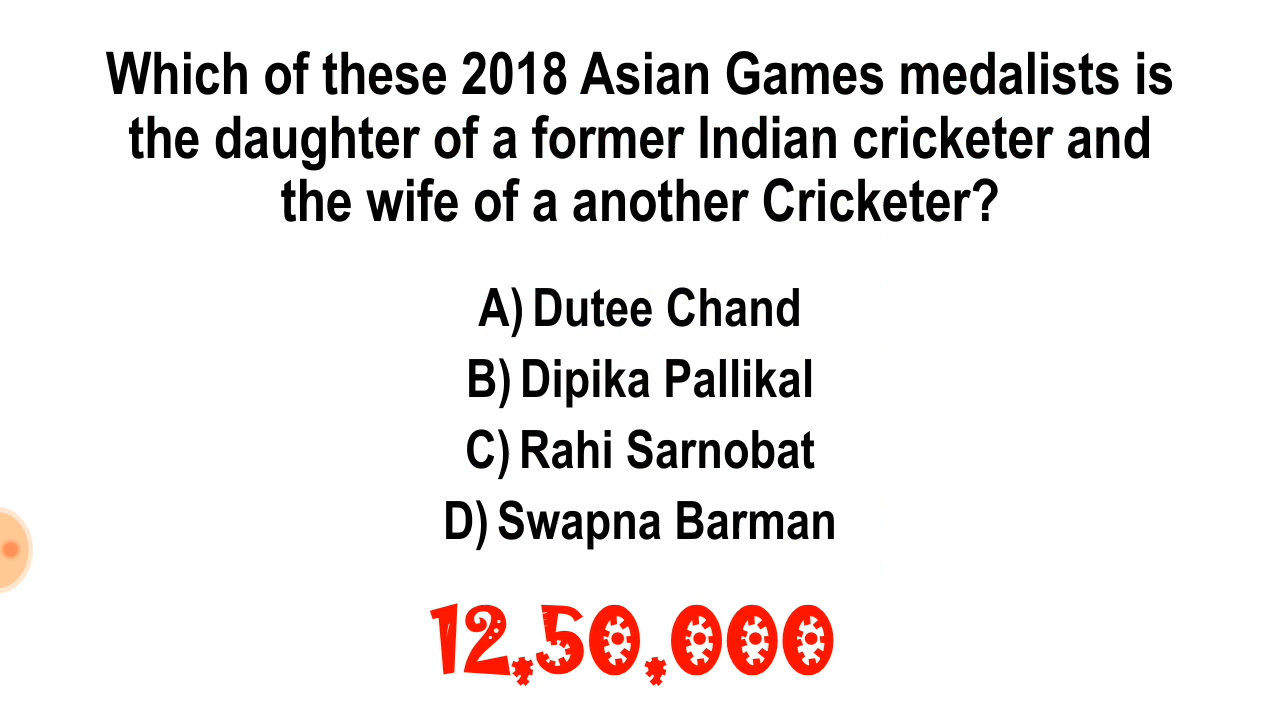 Which of these 2018 Asian Games medalists is
the daughter of a former Indian cricketer and
the wife of a another Cricketer?
A) Dutee Chand
B) Dipika Pallikal
C) Rahi Sarnobat
D) Swapna Barman
12,50,000